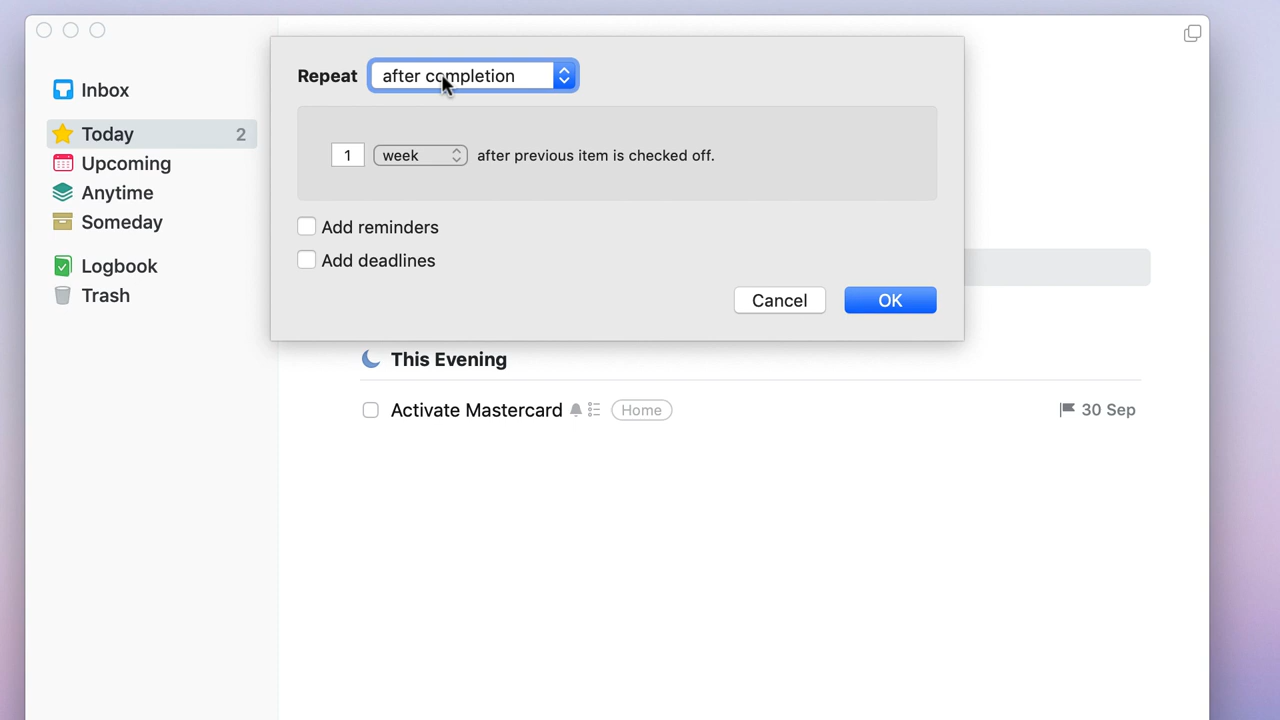 Repeat after completion
1 week after previous item is checked off.
Add reminders
Add deadlines
Cancel OK
Inbox
Today 2
Upcoming
Anytime
Someday
Logbook
Trash
This Evening
Activate Mastercard Home 30 Sep